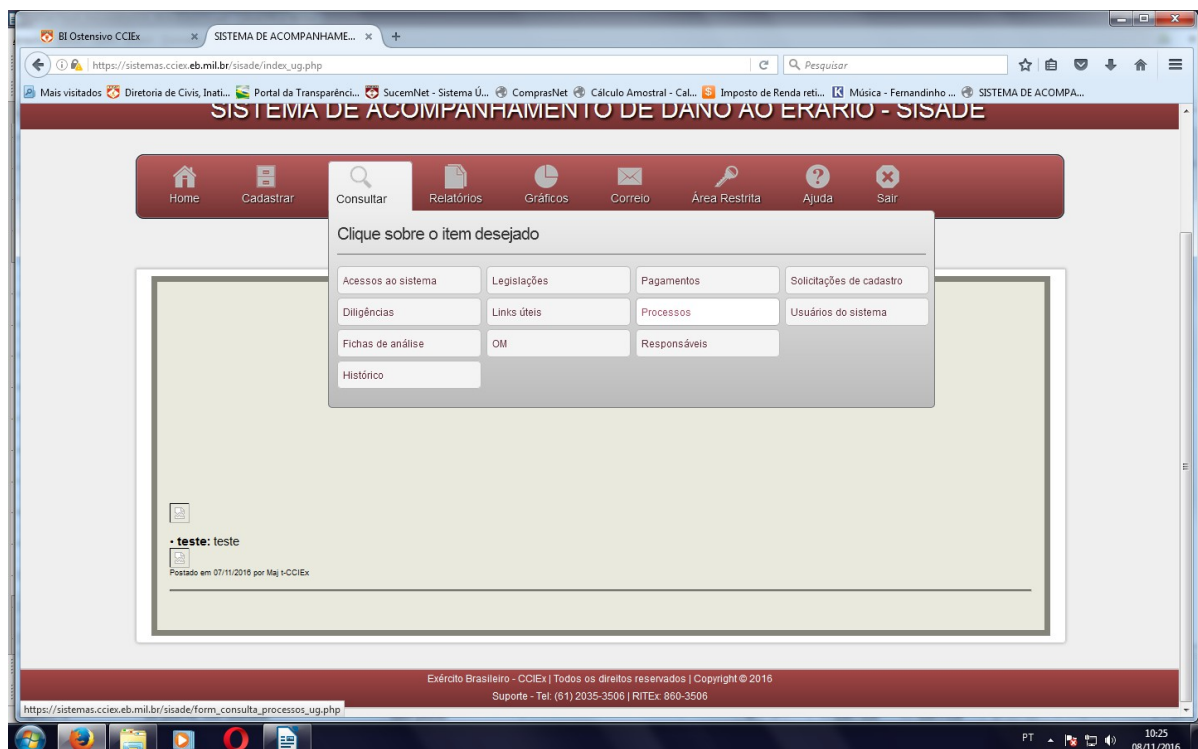 BI Ostensivo CCIEx × SISTEMA DE ACOMPANHAME... × +
https://sistemas.cciex.eb.mil.br/sisade/index_ug.php Pesquisar
Mais visitados Diretoria de Civis, Inati... Portal da Transparênci... SucemNet - Sistema Ú... ComprasNet Cálculo Amostral - Cal... Imposto de Renda reti... Música - Fernandinho ... SISTEMA DE ACOMPA...
SISTEMA DE ACOMPANHAMENTO DE DANO AO ERÁRIO - SISADE
Home Cadastrar Consultar Relatórios Gráficos Correio Área Restrita Ajuda Sair
Clique sobre o item desejado
Acessos ao sistema Legislações Pagamentos Solicitações de cadastro
Diligências Links úteis Processos Usuários do sistema
Fichas de análise OM Responsáveis
Histórico
• teste: teste
Postado em 07/11/2016 por Maj t-CCIEx
Exército Brasileiro - CCIEx | Todos os direitos reservados | Copyright © 2016
Suporte - Tel: (61) 2035-3506 | RITEx: 860-3506
https://sistemas.cciex.eb.mil.br/sisade/form_consulta_processos_ug.php
PT 10:25
08/11/2016